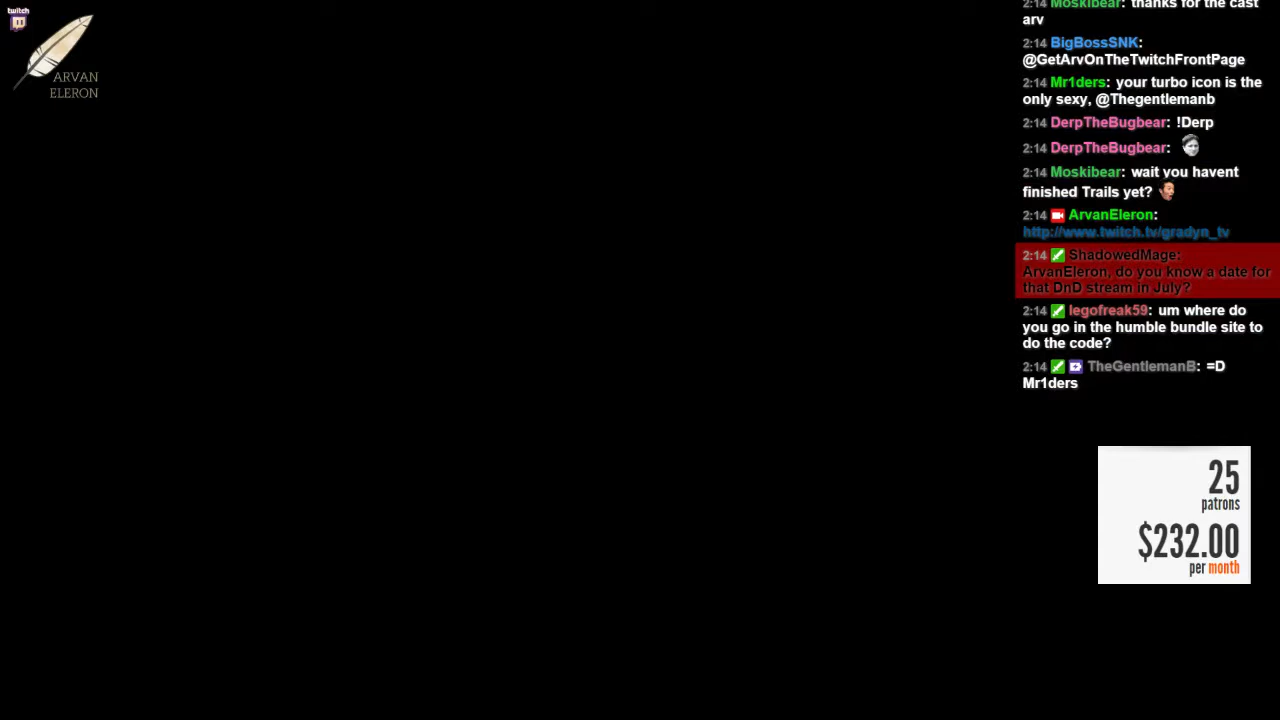 twitch
ARVAN
ELERON
2:14 Moskibear: thanks for the cast
arv
2:14 BigBossSNK:
@GetArvOnTheTwitchFrontPage
2:14 Mr1ders: your turbo icon is the
only sexy, @Thegentlemanb
2:14 DerpTheBugbear: !Derp
2:14 DerpTheBugbear:
2:14 Moskibear: wait you havent
finished Trails yet?
2:14 ArvanEleron:
http://www.twitch.tv/gradyn_tv
2:14 ShadowedMage:
ArvanEleron, do you know a date for
that DnD stream in July?
2:14 legofreak59: um where do
you go in the humble bundle site to
do the code?
2:14 TheGentlemanB: =D
Mr1ders
25
patrons
$232.00
per month